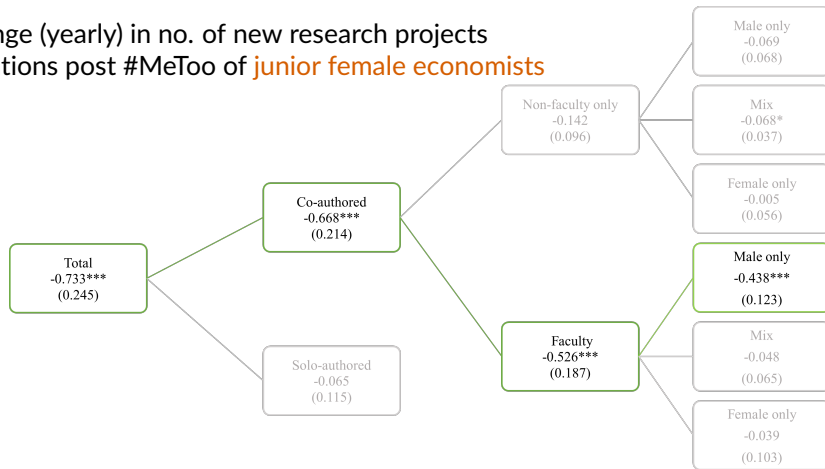 nge (yearly) in no. of new research projects
tions post #MeToo of junior female economists
Total
-0.733***
(0.245)
Co-authored
-0.668***
(0.214)
Solo-authored
-0.065
(0.115)
Non-faculty only
-0.142
(0.096)
Faculty
-0.526***
(0.187)
Male only
-0.069
(0.068)
Mix
-0.068*
(0.037)
Female only
-0.005
(0.056)
Male only
-0.438***
(0.123)
Mix
-0.048
(0.065)
Female only
-0.039
(0.103)